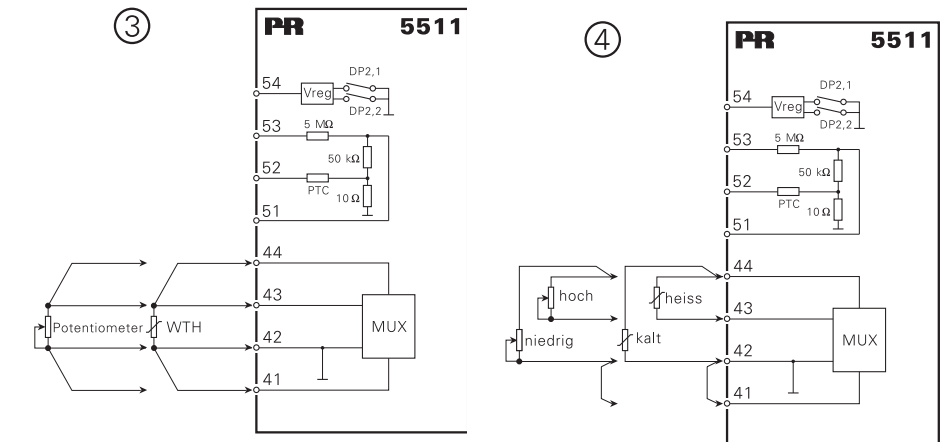 3
PR 5511
54
Vreg
DP2,1
DP2,2
53
5 MΩ
50 kΩ
52
PTC
10Ω
51
44
43
Potentiometer
WTH
MUX
42
41
4
PR 5511
54
Vreg
DP2,1
DP2,2
53
5 MΩ
50 kΩ
52
PTC
10Ω
51
44
hoch
heiss
43
niedrig
kalt
MUX
42
41